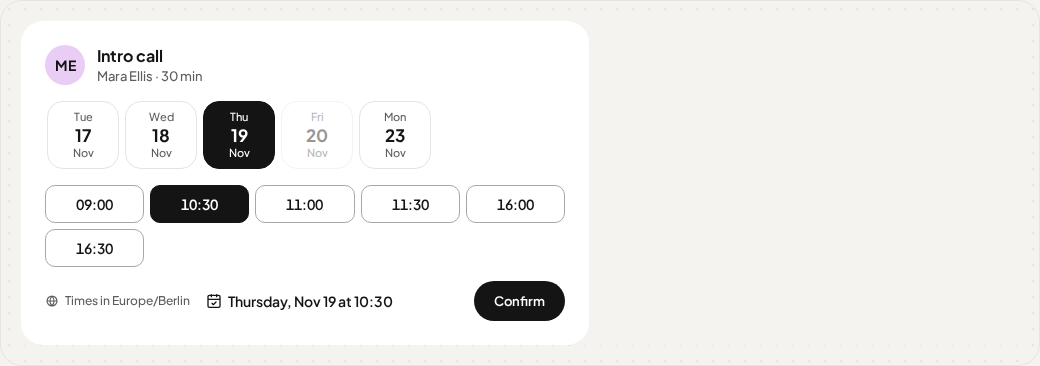 ME
Intro call
Mara Ellis · 30 min
Tue
17
Nov
Wed
18
Nov
Thu
19
Nov
Fri
20
Nov
Mon
23
Nov
09:00
10:30
11:00
11:30
16:00
16:30
Times in Europe/Berlin
Thursday, Nov 19 at 10:30
Confirm